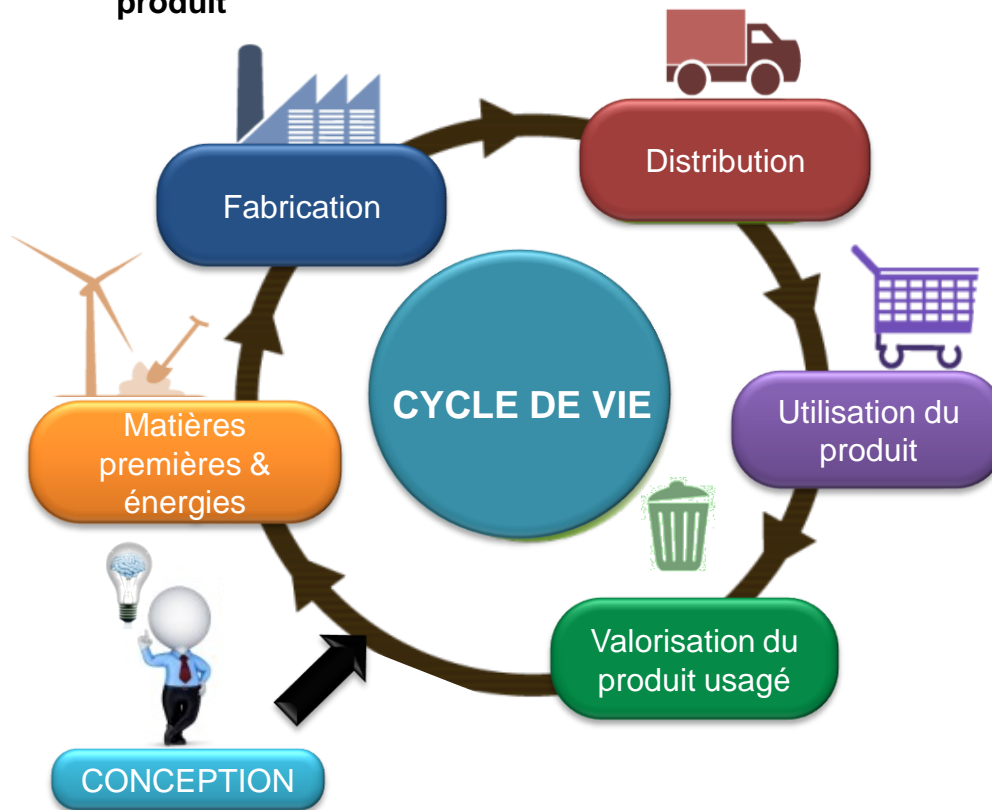 produit
Distribution
Fabrication
CYCLE DE VIE
Utilisation du
produit
Matières
premières &
énergies
Valorisation du
produit usagé
CONCEPTION